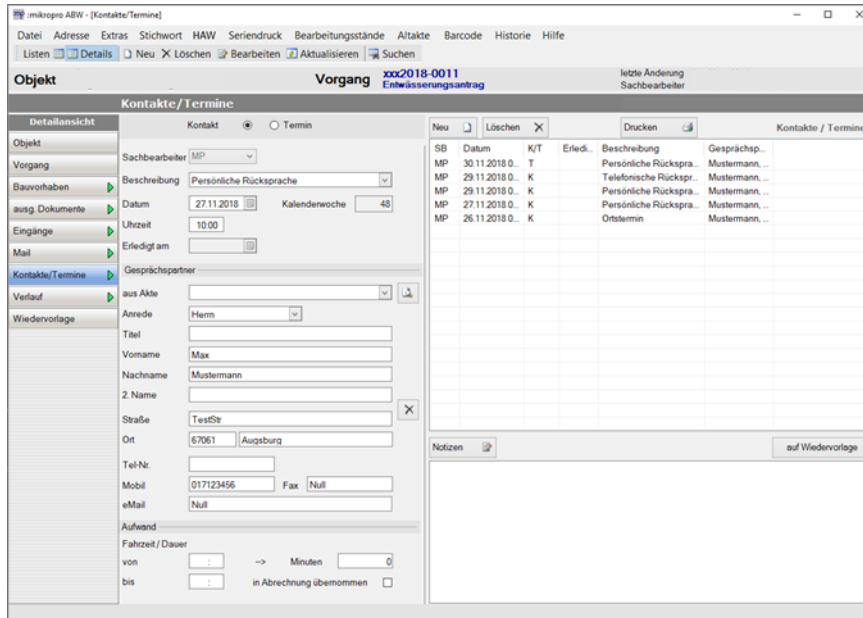 :mikropro ABW - [Kontakte/Termine]
Datei Adresse Extras Stichwort HAW Seriendruck Bearbeitungsstände Altakte Barcode Historie Hilfe
Listen Details Neu Löschen Bearbeiten Aktualisieren Suchen
Objekt Vorgang xxx2018-0011 letzte Änderung
Entwässerungsantrag Sachbearbeiter
Kontakte/Termine
Detailansicht
Objekt
Vorgang
Bauvorhaben
ausg. Dokumente
Eingänge
Mail
Kontakte/Termine
Verlauf
Wiedervorlage
Kontakt Termin
Sachbearbeiter MP
Beschreibung Persönliche Rücksprache
Datum 27.11.2018 Kalenderwoche 48
Uhrzeit 10:00
Erledigt am
Gesprächspartner
aus Akte
Anrede Herrn
Titel
Vorname Max
Nachname Mustermann
2. Name
Straße TestStr
Ort 67061 Augsburg
Tel-Nr.
Mobil 017123456 Fax Null
eMail Null
Aufwand
Fahrzeit / Dauer
von : --> Minuten 0
bis : in Abrechnung übernommen
Neu Löschen Drucken Kontakte / Termine
SB Datum K/T Erledi... Beschreibung Gesprächsp...
MP 30.11.2018 0... T Persönliche Rückspra... Mustermann, ...
MP 29.11.2018 0... K Telefonische Rückspr... Mustermann, ...
MP 29.11.2018 0... K Persönliche Rückspra... Mustermann, ...
MP 27.11.2018 0... K Persönliche Rückspra... Mustermann, ...
MP 26.11.2018 0... K Ortstermin Mustermann, ...
Notizen auf Wiedervorlage